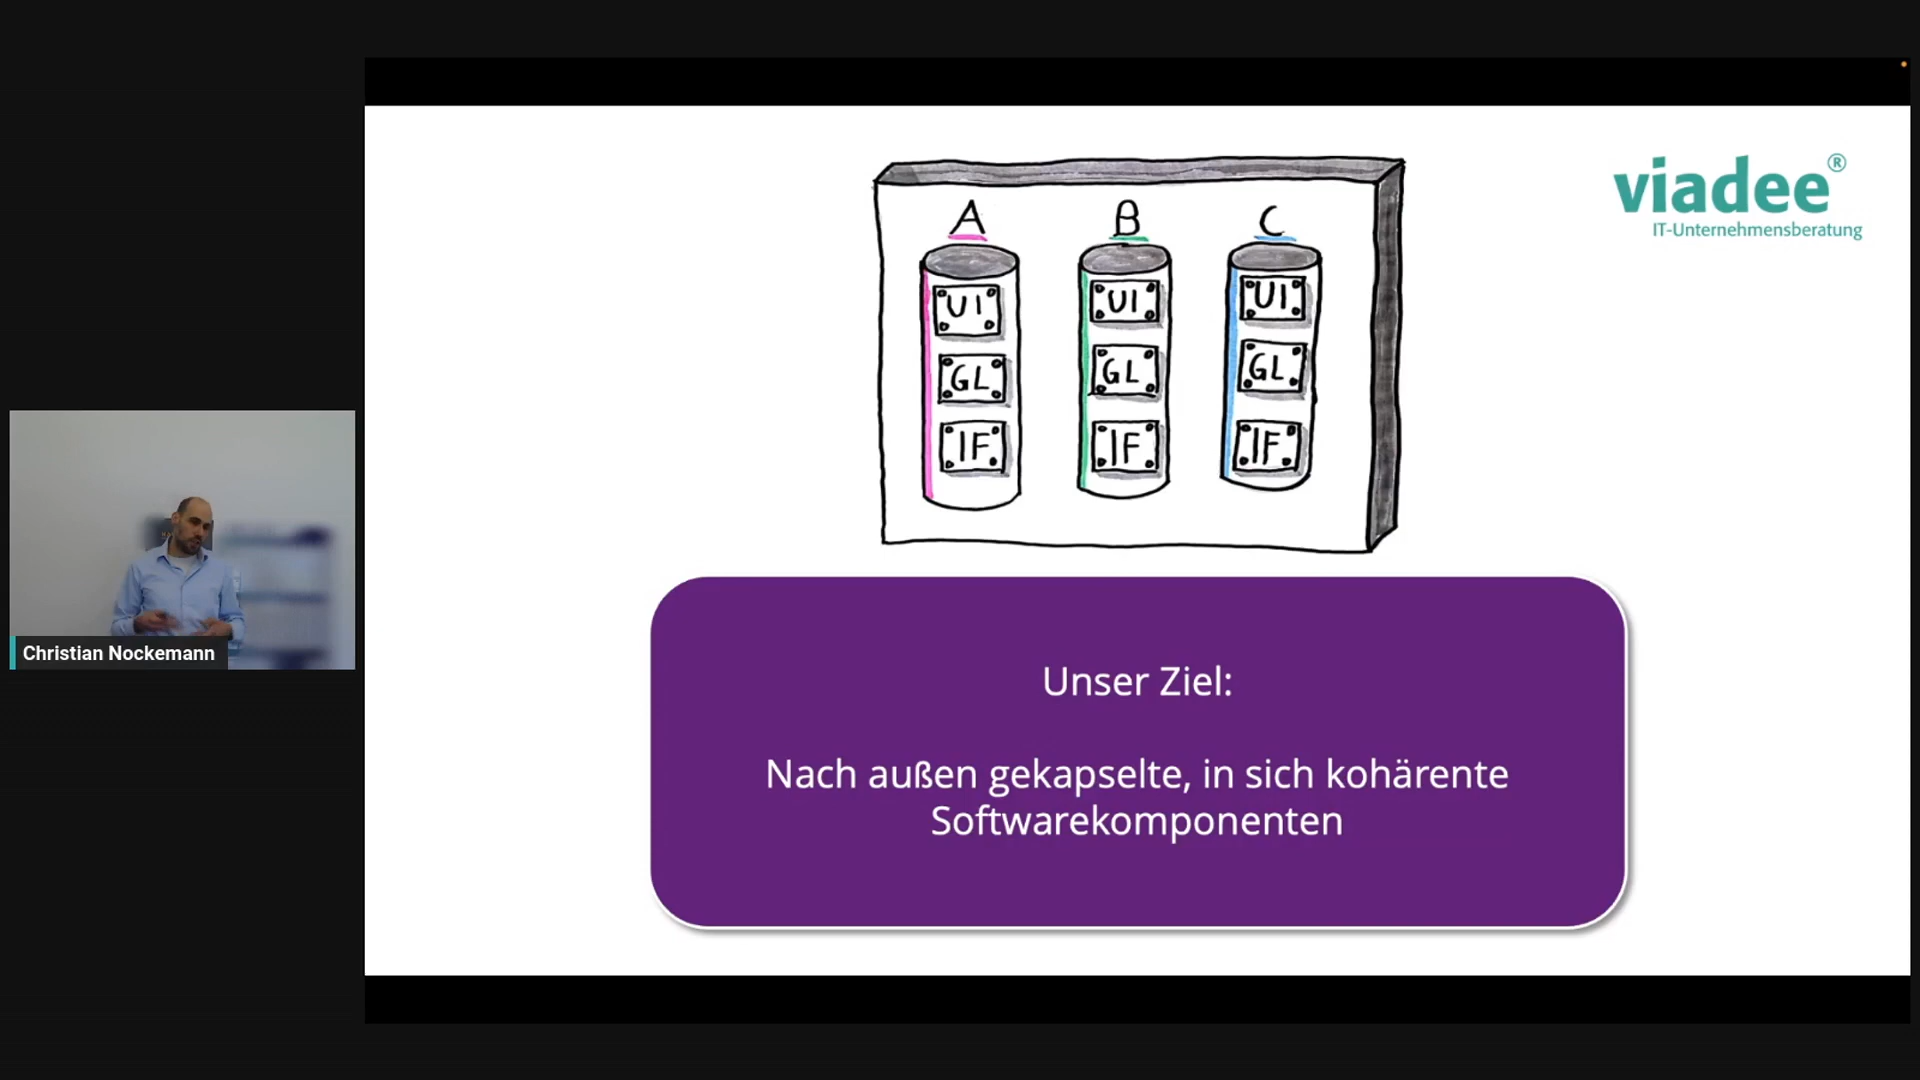 viadee®
IT-Unternehmensberatung
A B C
UI UI UI
GL GL GL
IF IF IF
Christian Nockemann
Unser Ziel:
Nach außen gekapselte, in sich kohärente
Softwarekomponenten